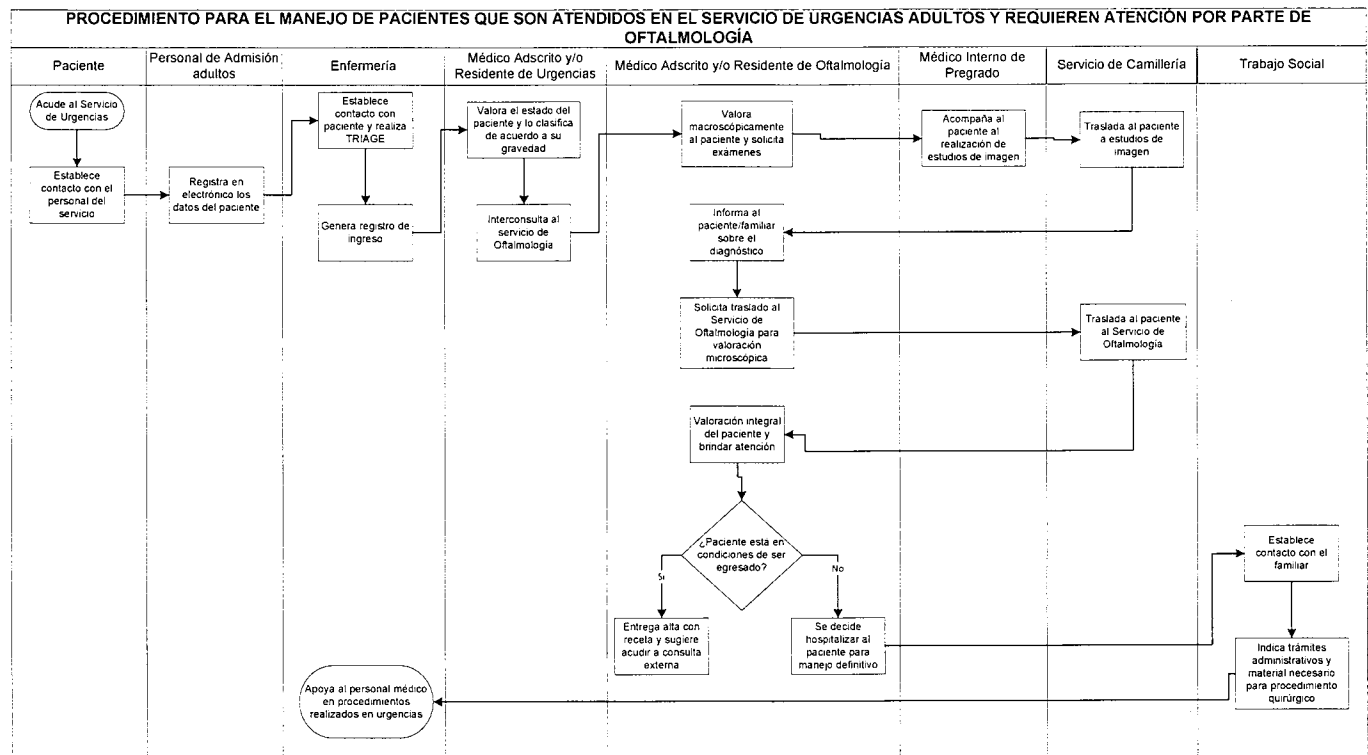 PROCEDIMIENTO PARA EL MANEJO DE PACIENTES QUE SON ATENDIDOS EN EL SERVICIO DE URGENCIAS ADULTOS Y REQUIEREN ATENCIÓN POR PARTE DE
OFTALMOLOGÍA
Paciente
Personal de Admisión
adultos
Enfermería
Médico Adscrito y/o
Residente de Urgencias
Médico Adscrito y/o Residente de Oftalmología
Médico Interno de
Pregrado
Servicio de Camillería
Trabajo Social
Acude al Servicio
de Urgencias
Establece
contacto con el
personal del
servicio
Registra en
electrónico los
datos del paciente
Establece
contacto con
paciente y realiza
TRIAGE
Genera registro de
ingreso
Valora el estado del
paciente y lo clasifica
de acuerdo a su
gravedad
Interconsulta al
servicio de
Oftalmología
Valora
macroscópicamente
al paciente y solicita
exámenes
Acompaña al
paciente al
realización de
estudios de imagen
Traslada al paciente
a estudios de
imagen
Informa al
paciente/familiar
sobre el
diagnóstico
Solicita traslado al
Servicio de
Oftalmología para
valoración
microscópica
Traslada al paciente
al Servicio de
Oftalmología
Valoración integral
del paciente y
brindar atención
¿Paciente esta en
condiciones de ser
egresado?
Si
No
Entrega alta con
receta y sugiere
acudir a consulta
externa
Se decide
hospitalizar al
paciente para
manejo definitivo
Establece
contacto con el
familiar
Indica trámites
administrativos y
material necesario
para procedimiento
quirúrgico
Apoya al personal médico
en procedimientos
realizados en urgencias